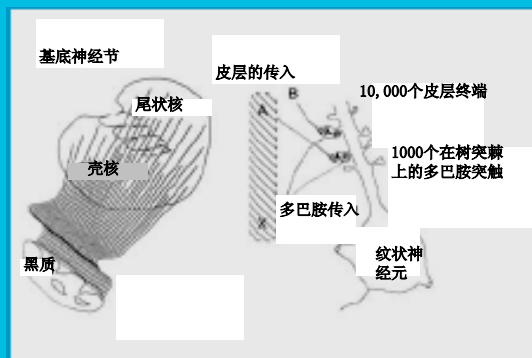 基底神经节
尾状核
壳核
黑质
皮层的传入
B
A
X
10,000个皮层终端
1000个在树突棘
上的多巴胺突触
多巴胺传入
纹状神
经元